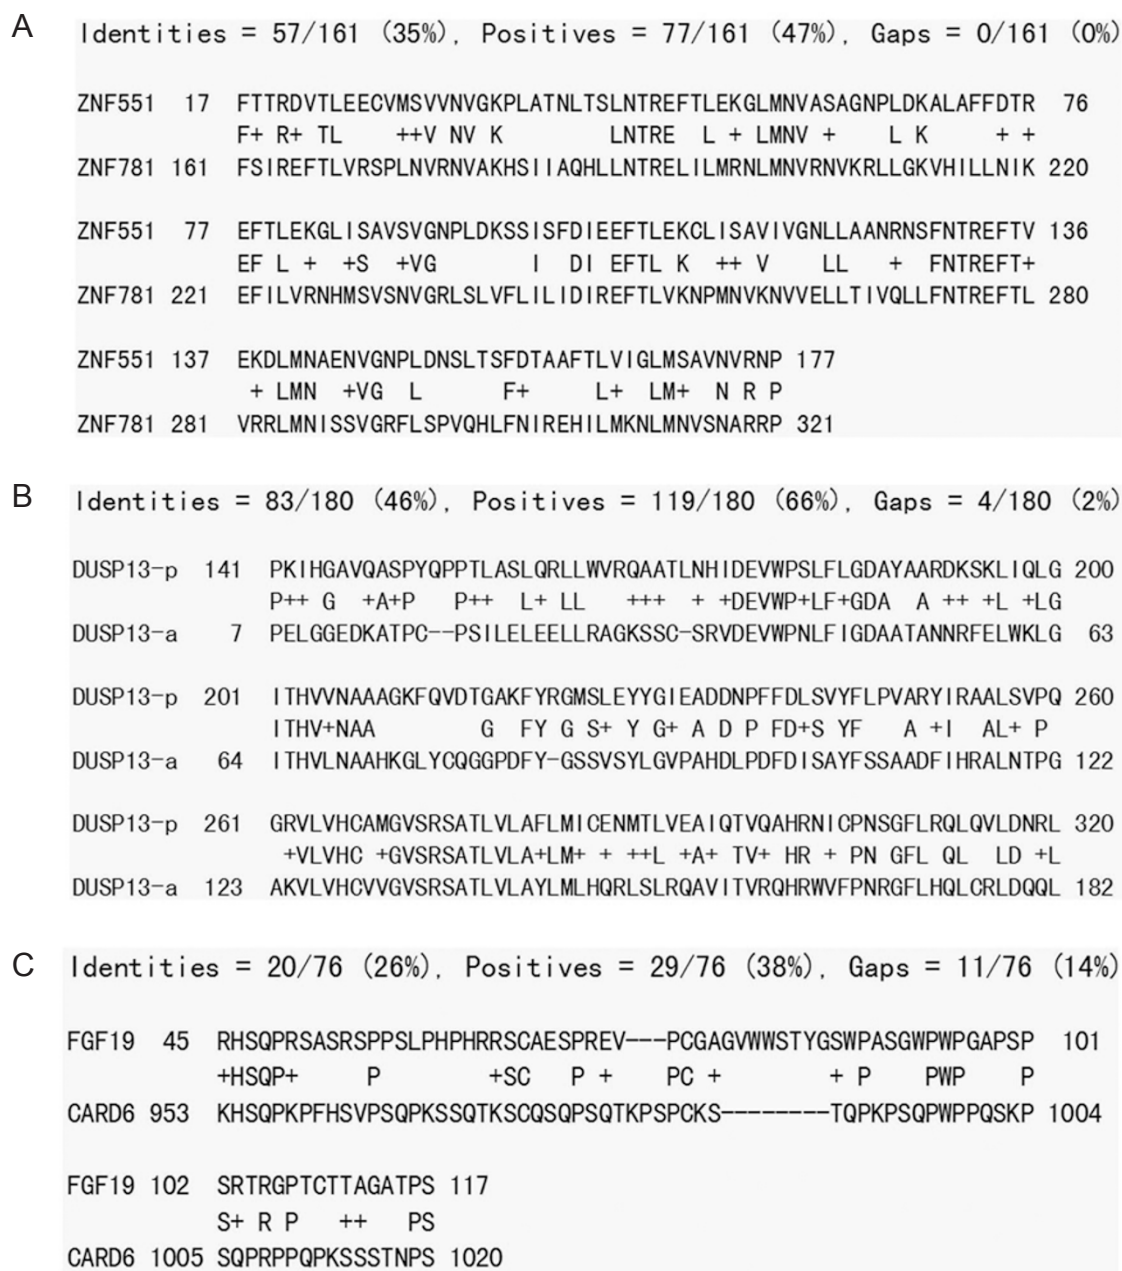 A
Identities = 57/161 (35%), Positives = 77/161 (47%), Gaps = 0/161 (0%)
ZNF551 17 FTTRDVTLEECVMSVVNVGKPLATNLTSLNTREFTLEKGLMNVASAGNPLDKALAFFDTR 76
F+ R+ TL ++V NV K LNTRE L + LMNV + L K + +
ZNF781 161 FSIREFTLVRSPLNVRNVAKHSIIAQHLLNTRELILMRNLMNVRNVKRLLGKVHILLNIK 220
ZNF551 77 EFTLEKGLISAVSVGNPLDKSSISFDIEEFTLEKCLISAVIVGNLLAANRNSFNTREFTV 136
EF L + +S +VG I DI EFTL K ++ V LL + FNTREFT+
ZNF781 221 EFILVRNHMSVSNVGRLSLVFLILIDIREFTLVKNPMNVKNVVELLTIVQLLFNTREFTL 280
ZNF551 137 EKDLMNAENVGNPLDNSLTSFDTAAFTLVIGLMSAVNVRNP 177
+ LMN +VG L F+ L+ LM+ N R P
ZNF781 281 VRRLMNISSVGRFLSPVQHLFNIREHILMKNLMNVSNARRP 321
B
Identities = 83/180 (46%), Positives = 119/180 (66%), Gaps = 4/180 (2%)
DUSP13-p 141 PKIHGAVQASPYQPPTLASLQRLLWVRQAATLNHIDEVWPSLFLGDAYAARDKSKLIQLG 200
P++ G +A+P P++ L+ LL +++ + +DEVWP+LF+GDA A ++ +L +LG
DUSP13-a 7 PELGGEDKATPC--PSILELEELLRAGKSSC-SRVDEVWPNLFIGDAATANNRFELWKLG 63
DUSP13-p 201 ITHVVNAAAGKFQVDTGAKFYRGMSLEYYGIEADDNPFFDLSVYFLPVARYIRAALSVPQ 260
ITHV+NAA G FY G S+ Y G+ A D P FD+S YF A +I AL+ P
DUSP13-a 64 ITHVLNAAHKGLYCQGGPDFY-GSSVSYLGVPAHDLPDFDISAYFSSAADFIHRALNTPG 122
DUSP13-p 261 GRVLVHCAMGVSRSATLVLAFLMICENMTLVEAIQTVQAHRNICPNSGFLRQLQVLDNRL 320
+VLVHC +GVSRSATLVLA+LM+ + ++L +A+ TV+ HR + PN GFL QL LD +L
DUSP13-a 123 AKVLVHCVVGVSRSATLVLAYLMLHQRLSLRQAVITVRQHRWVFPNRGFLHQLCRLDQQL 182
C
Identities = 20/76 (26%), Positives = 29/76 (38%), Gaps = 11/76 (14%)
FGF19 45 RHSQPRSASRSPPSLPHPHRRSCAESPREV---PCGAGVWWSTYGSWPASGWPWPGAPSP 101
+HSQP+ P +SC P + PC + + P PWP P
CARD6 953 KHSQPKPFHSVPSQPKSSQTKSCQSQPSQTKPSPCKS--------TQPKPSQPWPPQSKP 1004
FGF19 102 SRTRGPTCTTAGATPS 117
S+ R P ++ PS
CARD6 1005 SQPRPPQPKSSSTNPS 1020